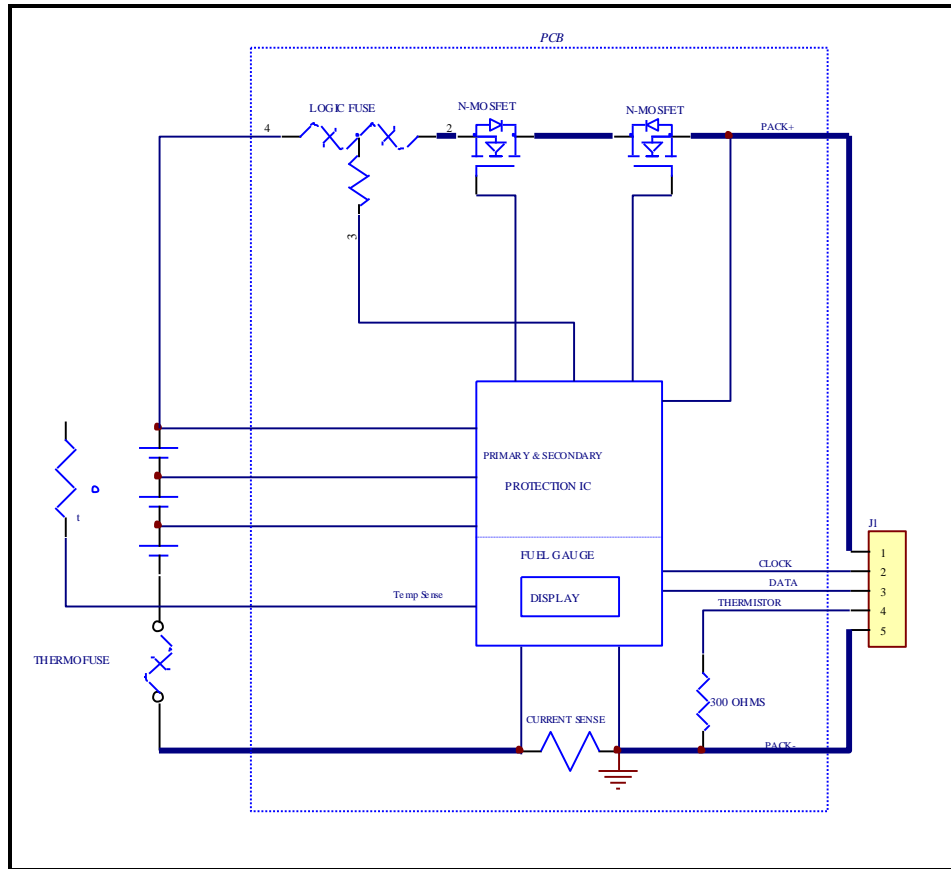 PCB
LOGIC FUSE
N-MOSFET
N-MOSFET
4
2
PACK+
3
PRIMARY & SECONDARY
PROTECTION IC
t
J1
FUEL GAUGE
1
CLOCK
2
DATA
3
Temp Sense
DISPLAY
THERMISTOR
4
5
THERMOFUSE
300 OHMS
CURRENT SENSE
PACK-